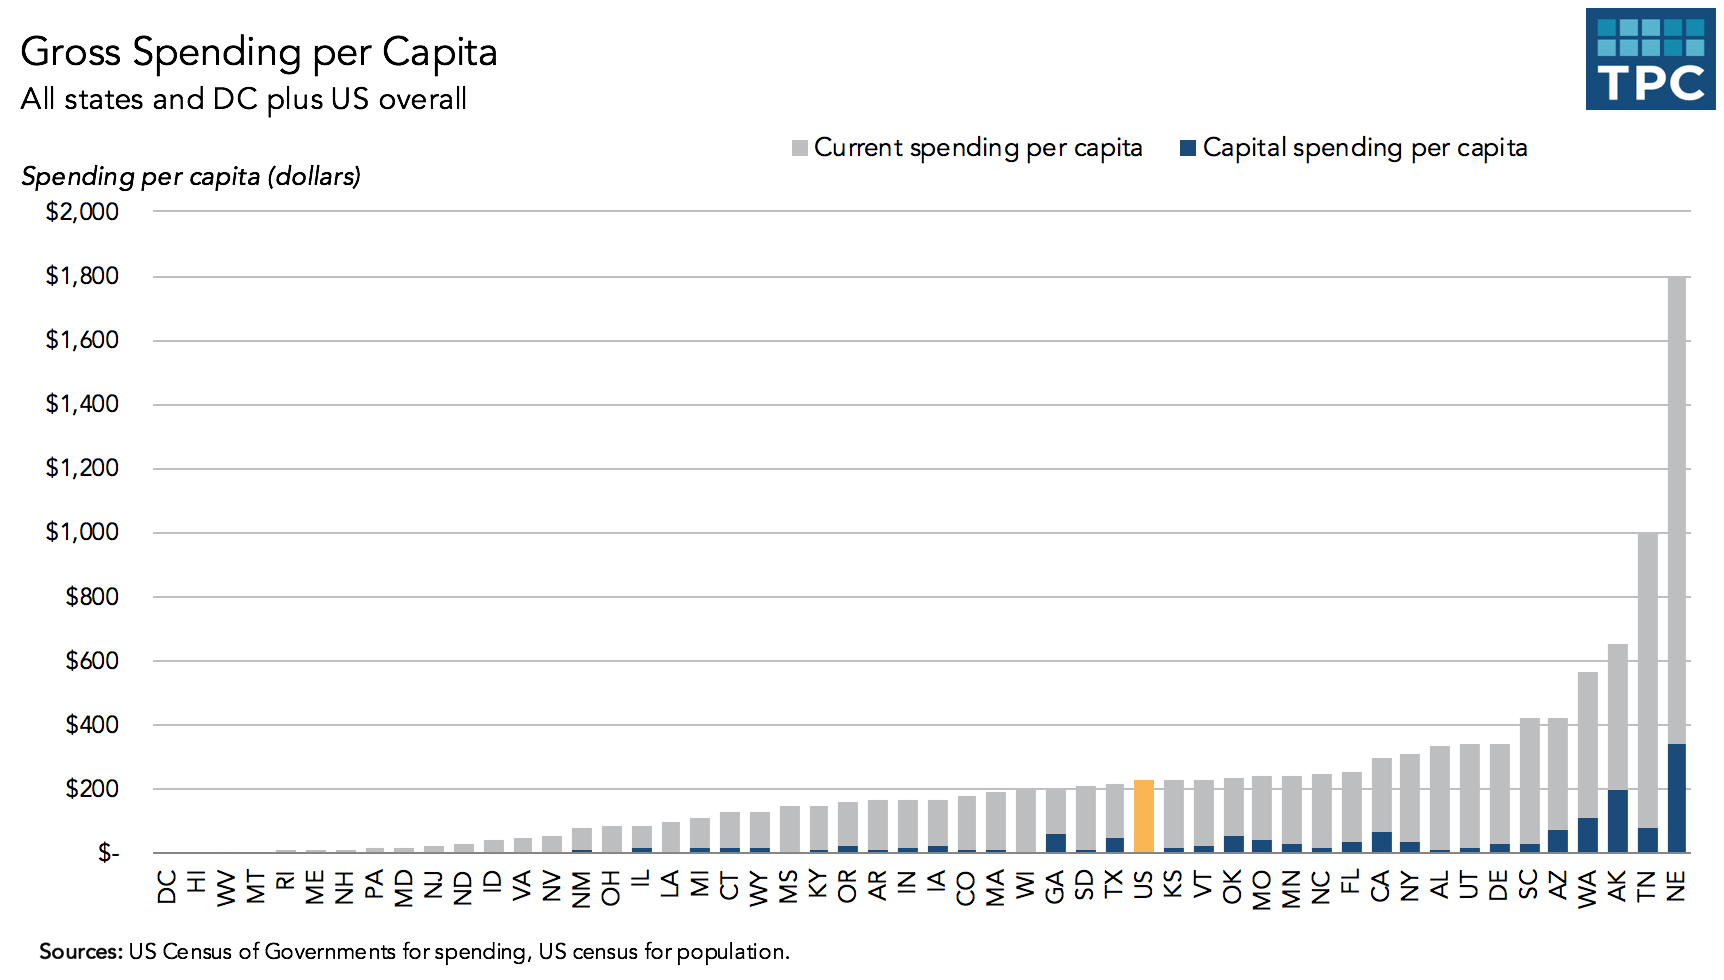 Gross Spending per Capita
All states and DC plus US overall
TPC
Current spending per capita
Capital spending per capita
Spending per capita (dollars)
$2,000
$1,800
$1,600
$1,400
$1,200
$1,000
$800
$600
$400
$200
$-
DC HI WV MT RI ME NH PA MD NJ ND ID VA NV NM OH IL LA MI CT WY MS KY OR AR IN IA CO MA WI GA SD TX US KS VT OK MO MN NC FL CA NY AL UT DE SC AZ WA AK TN NE
Sources: US Census of Governments for spending, US census for population.